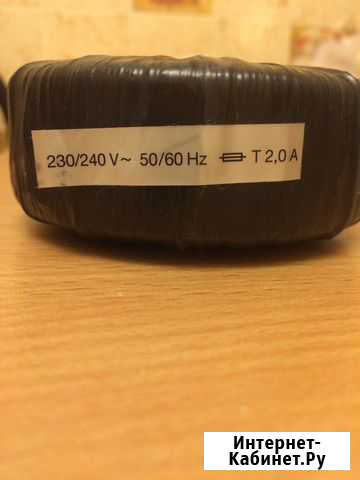 230/240 V~ 50/60 Hz T 2,0 A
Интернет-
Кабинет.Ру